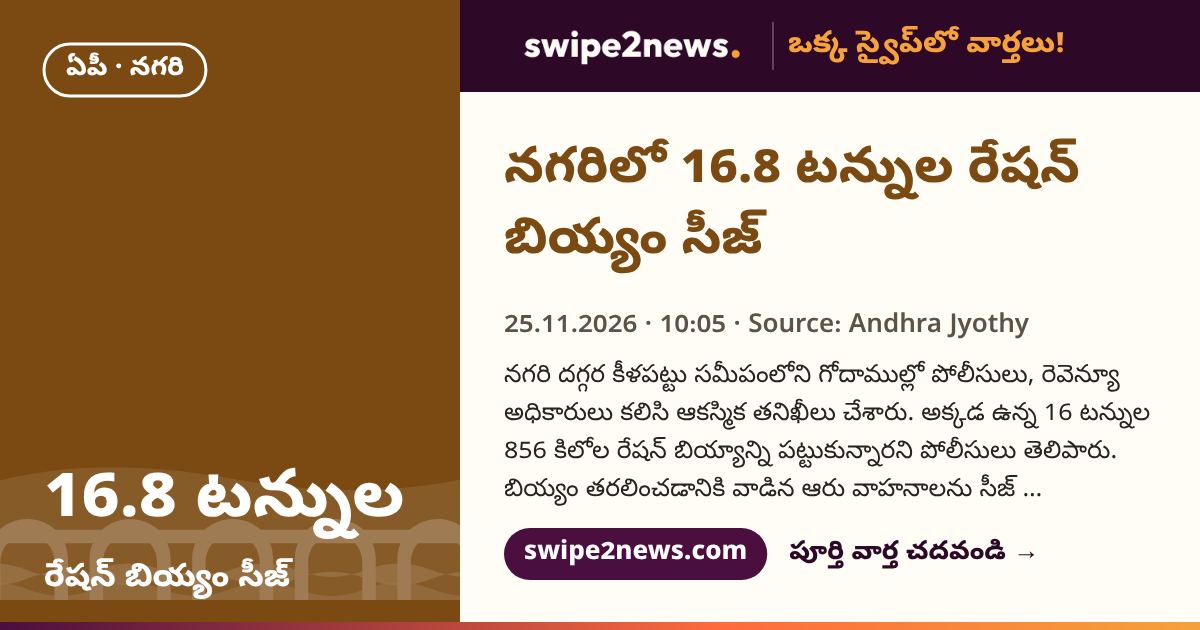 ఏపీ · నగరి
16.8 టన్నుల
రేషన్ బియ్యం సీజ్
swipe2news. ఒక్క స్వైప్‌లో వార్తలు!
నగరిలో 16.8 టన్నుల రేషన్
బియ్యం సీజ్
25.11.2026 · 10:05 · Source: Andhra Jyothy
నగరి దగ్గర కీళపట్టు సమీపంలోని గోదాముల్లో పోలీసులు, రెవెన్యూ
అధికారులు కలిసి ఆకస్మిక తనిఖీలు చేశారు. అక్కడ ఉన్న 16 టన్నుల
856 కిలోల రేషన్ బియ్యాన్ని పట్టుకున్నారని పోలీసులు తెలిపారు.
బియ్యం తరలించడానికి వాడిన ఆరు వాహనాలను సీజ్ ...
swipe2news.com పూర్తి వార్త చదవండి →